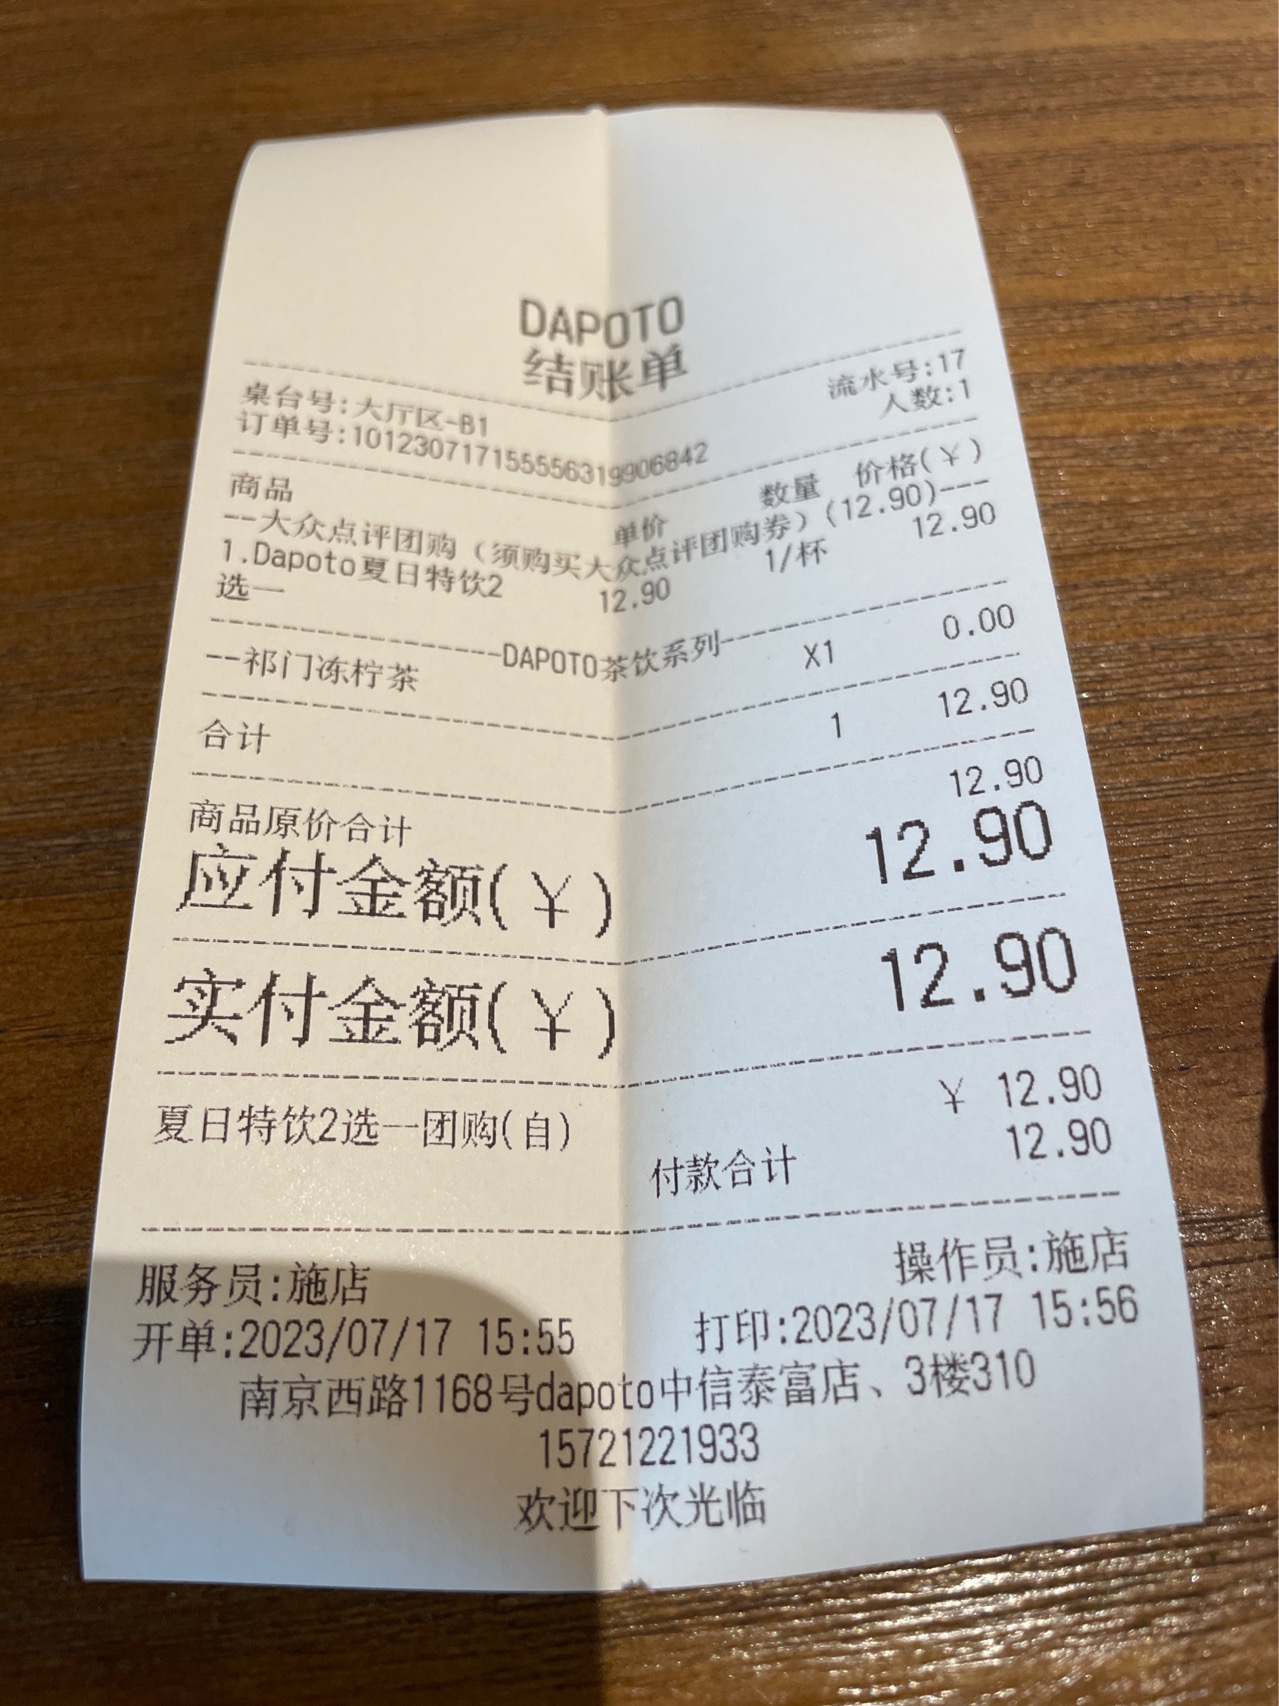 DAPOTO
结账单
桌台号:大厅区-B1 流水号:17
订单号:10123071715555631990​6842 人数:1
商品 单价 数量 价格(￥)
--大众点评团购（须购买大众点评团购券）(12.90)---
1.Dapoto夏日特饮2选一 12.90 1/杯 12.90
DAPOTO茶饮系列
--祁门冻柠茶 X1 0.00
合计 1 12.90
商品原价合计 12.90
应付金额(￥) 12.90
实付金额(￥) 12.90
夏日特饮2选一团购(自) ￥ 12.90
付款合计 12.90
服务员:施店 操作员:施店
开单:2023/07/17 15:55 打印:2023/07/17 15:56
南京西路1168号dapoto中信泰富店、3楼310
15721221933
欢迎下次光临